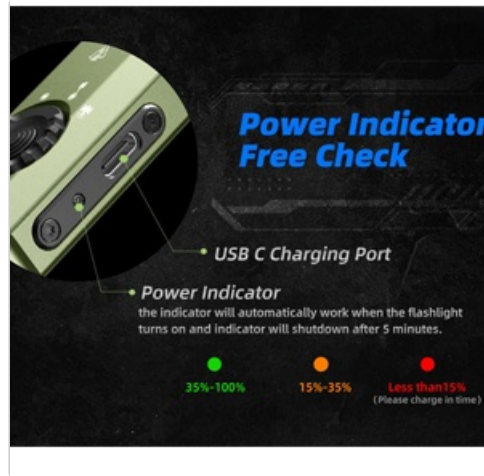 Power Indicator
Free Check
USB C Charging Port
Power Indicator
the indicator will automatically work when the flashlight
turns on and indicator will shutdown after 5 minutes.
35%-100%
15%-35%
Less than15%
(Please charge in time)